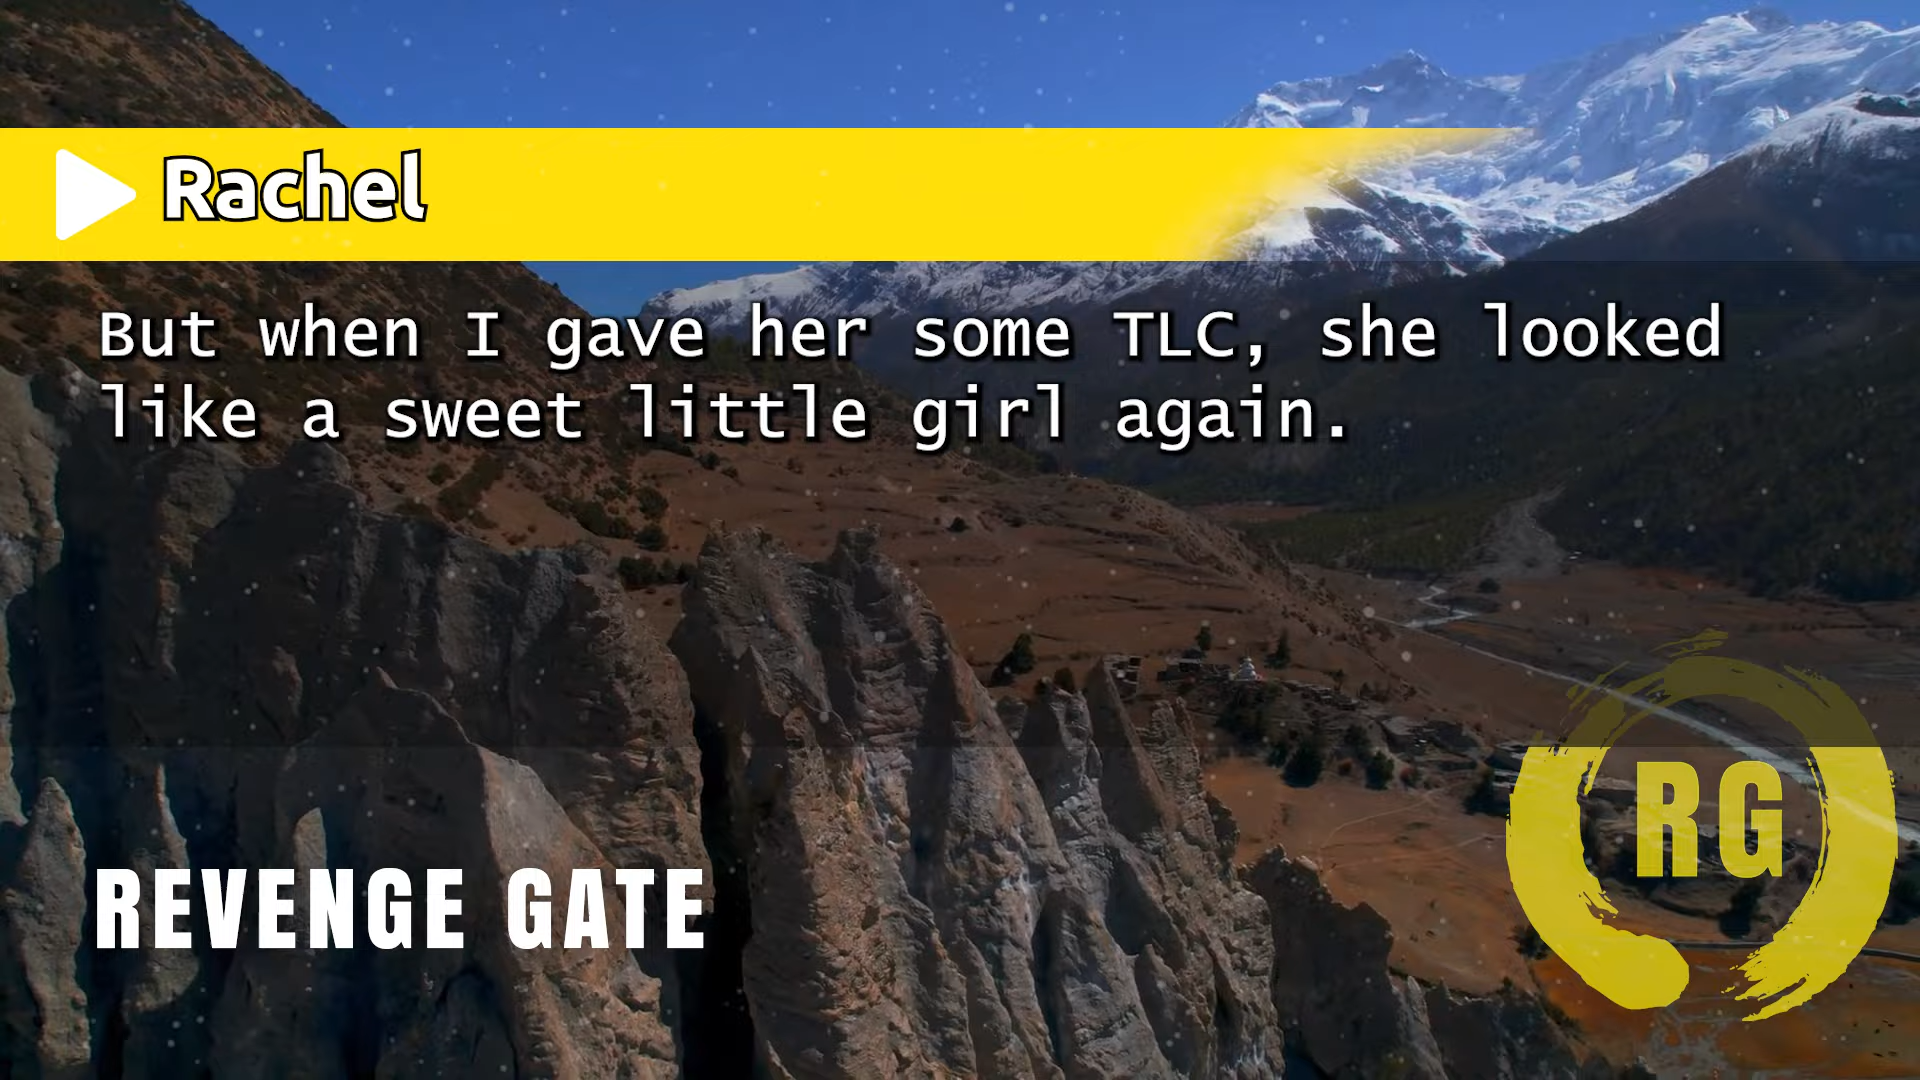 Rachel
But when I gave her some TLC, she looked
like a sweet little girl again.
RG
REVENGE GATE